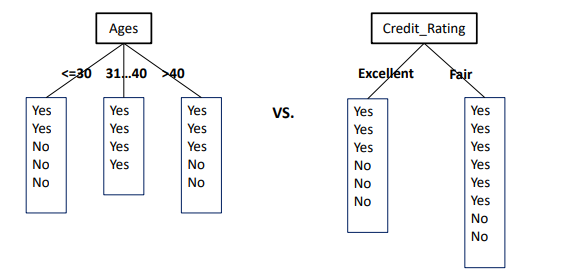 Ages
<=30 31...40 >40
Yes
Yes
No
No
No
Yes
Yes
Yes
Yes
Yes
Yes
Yes
No
No
VS.
Credit_Rating
Excellent Fair
Yes
Yes
Yes
No
No
No
Yes
Yes
Yes
Yes
Yes
Yes
No
No